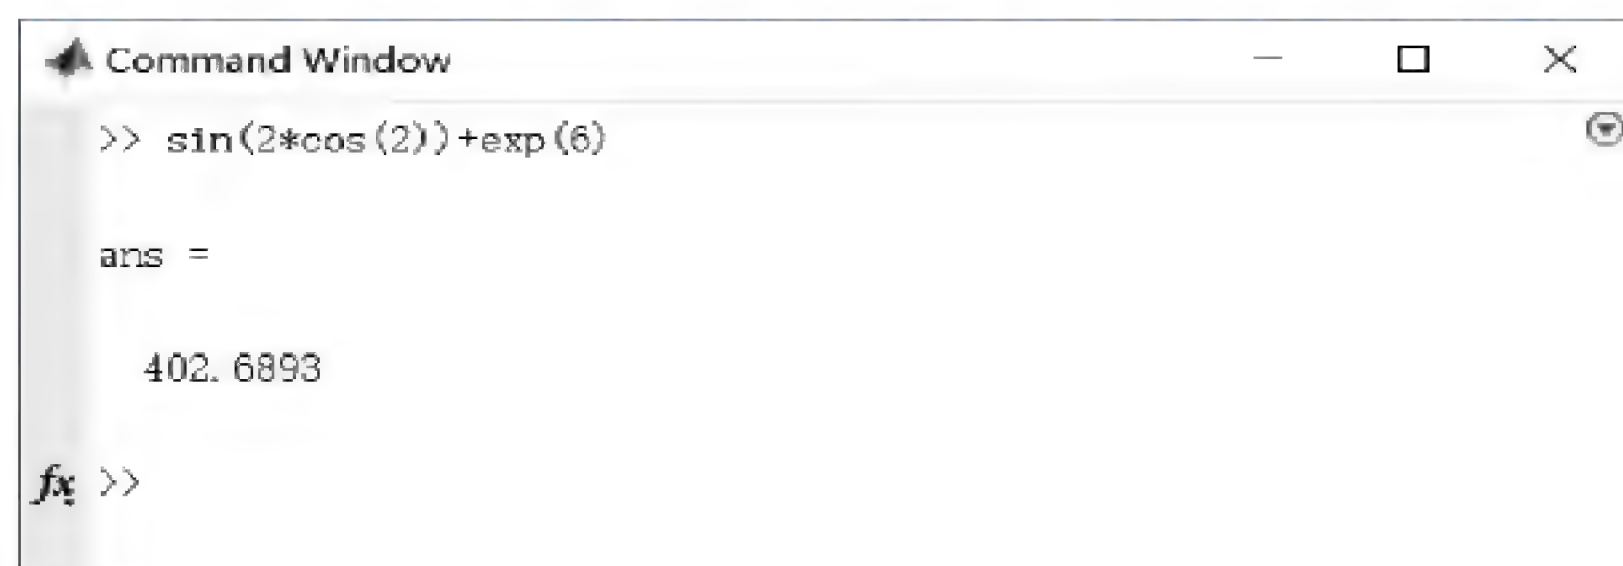 Command Window
>> sin(2*cos(2))+exp(6)
ans =
402.6893
fx >>